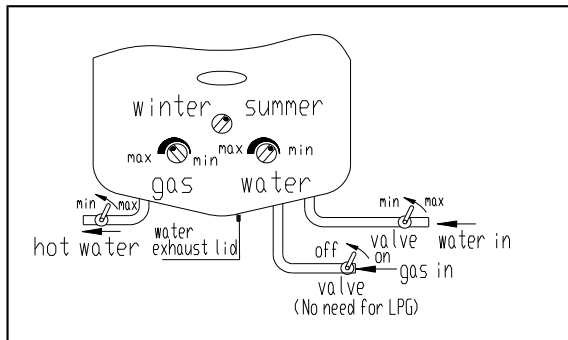 winter summer
max min max min
gas water
min max
hot water
water
exhaust lid
min max
valve water in
off on
gas in
valve
(No need for LPG)